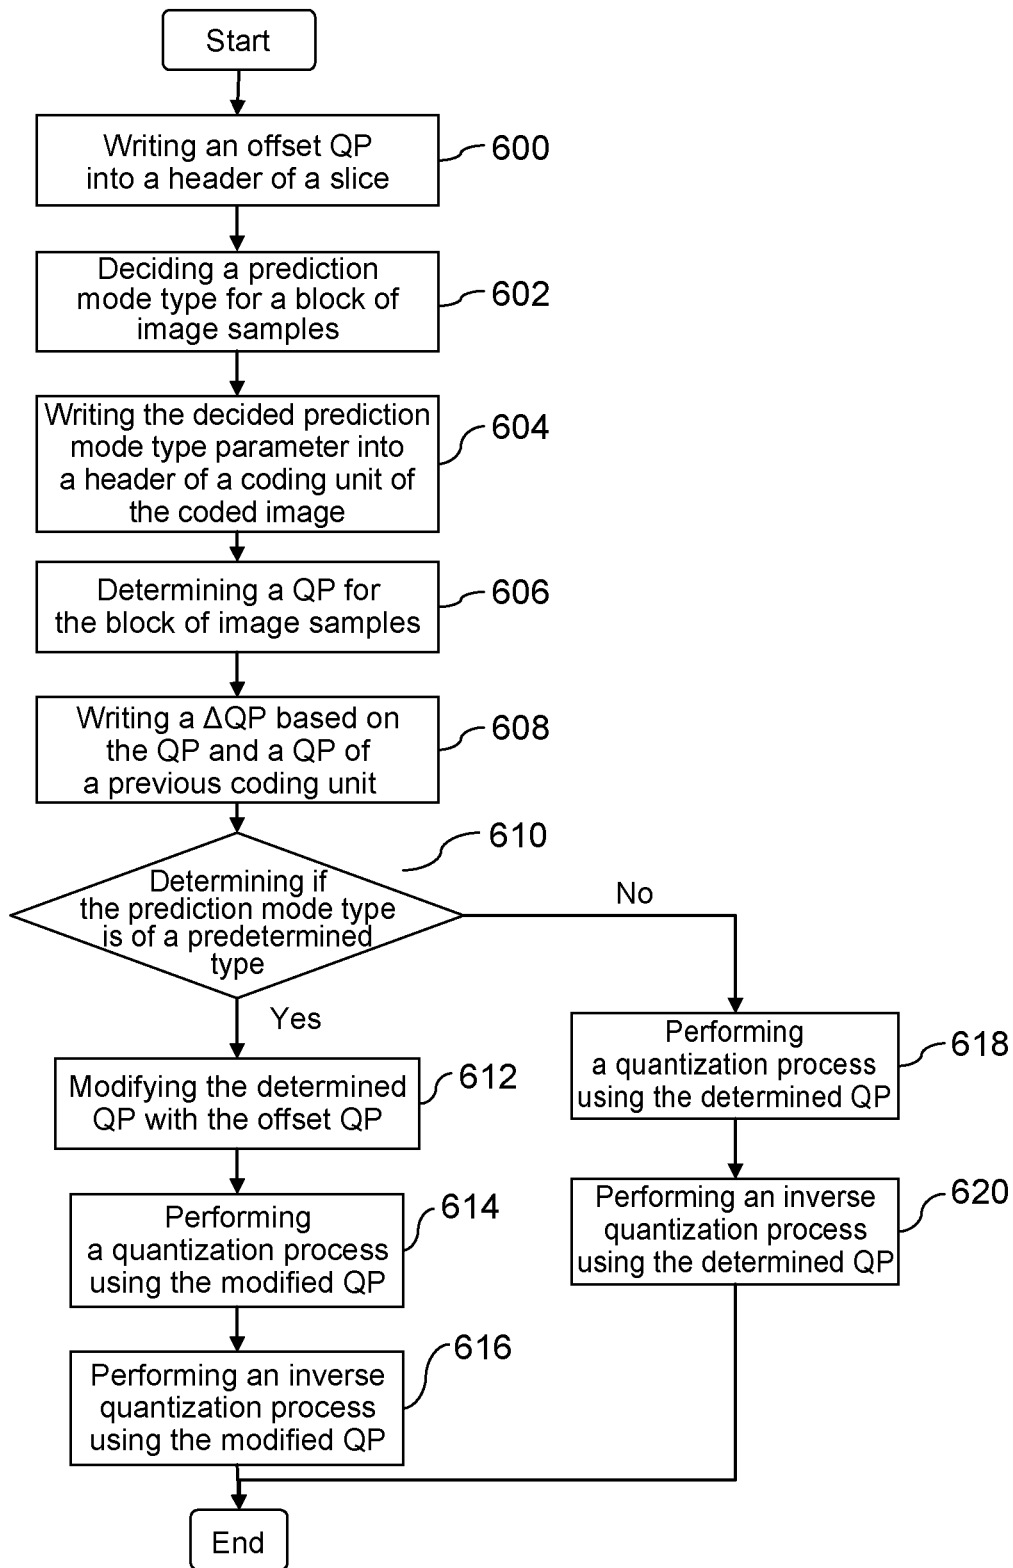 Start
Writing an offset QP
into a header of a slice
600
Deciding a prediction
mode type for a block of
image samples
602
Writing the decided prediction
mode type parameter into
a header of a coding unit of
the coded image
604
Determining a QP for
the block of image samples
606
Writing a ΔQP based on
the QP and a QP of
a previous coding unit
608
610
Determining if
the prediction mode type
is of a predetermined
type
No
Yes
Modifying the determined
QP with the offset QP
612
Performing
a quantization process
using the modified QP
614
Performing an inverse
quantization process
using the modified QP
616
Performing
a quantization process
using the determined QP
618
Performing an inverse
quantization process
using the determined QP
620
End